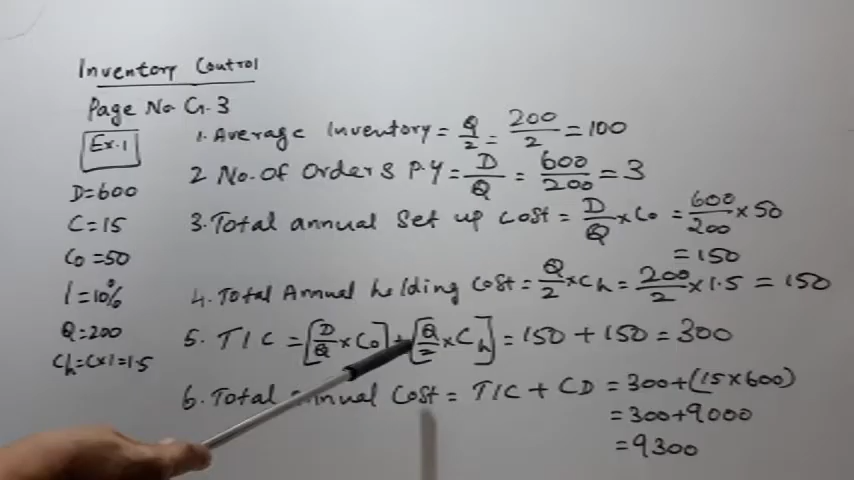 Inventory Control
Page No. G.3
Ex.1
D=600
C=15
Co=50
I=10%
Q=200
Ch=C×I=1.5
1. Average Inventory = Q/2 = 200/2 = 100
2 No. Of Orders P.Y = D/Q = 600/200 = 3
3. Total annual Set up Cost = D/Q × Co = 600/200 × 50
= 150
4. Total Annual holding Cost = Q/2 × Ch = 200/2 × 1.5 = 150
5. TIC = [D/Q × Co] + [Q/2 × Ch] = 150 + 150 = 300
6. Total annual Cost = TIC + CD = 300 + (15×600)
= 300+9000
= 9300